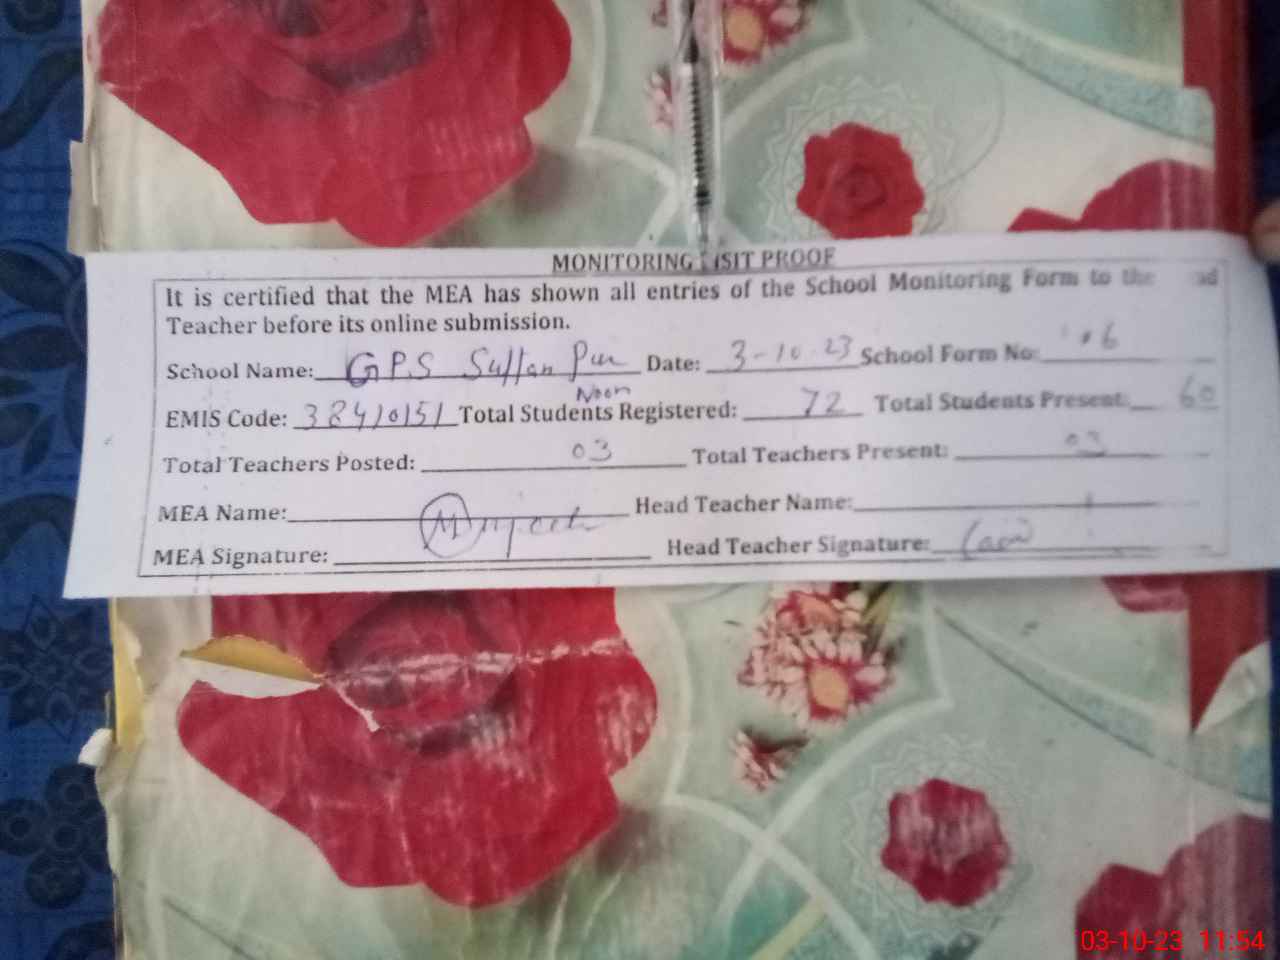 MONITORING VISIT PROOF
It is certified that the MEA has shown all entries of the School Monitoring Form to the
Teacher before its online submission.
School Name: G.P.S Sultan Pur Noon Date: 3-10-23 School Form No:
EMIS Code: 38410151 Total Students Registered: 72 Total Students Present: 60
Total Teachers Posted: 03 Total Teachers Present: 03
MEA Name: Head Teacher Name:
MEA Signature: Head Teacher Signature:
03-10-23 11:54